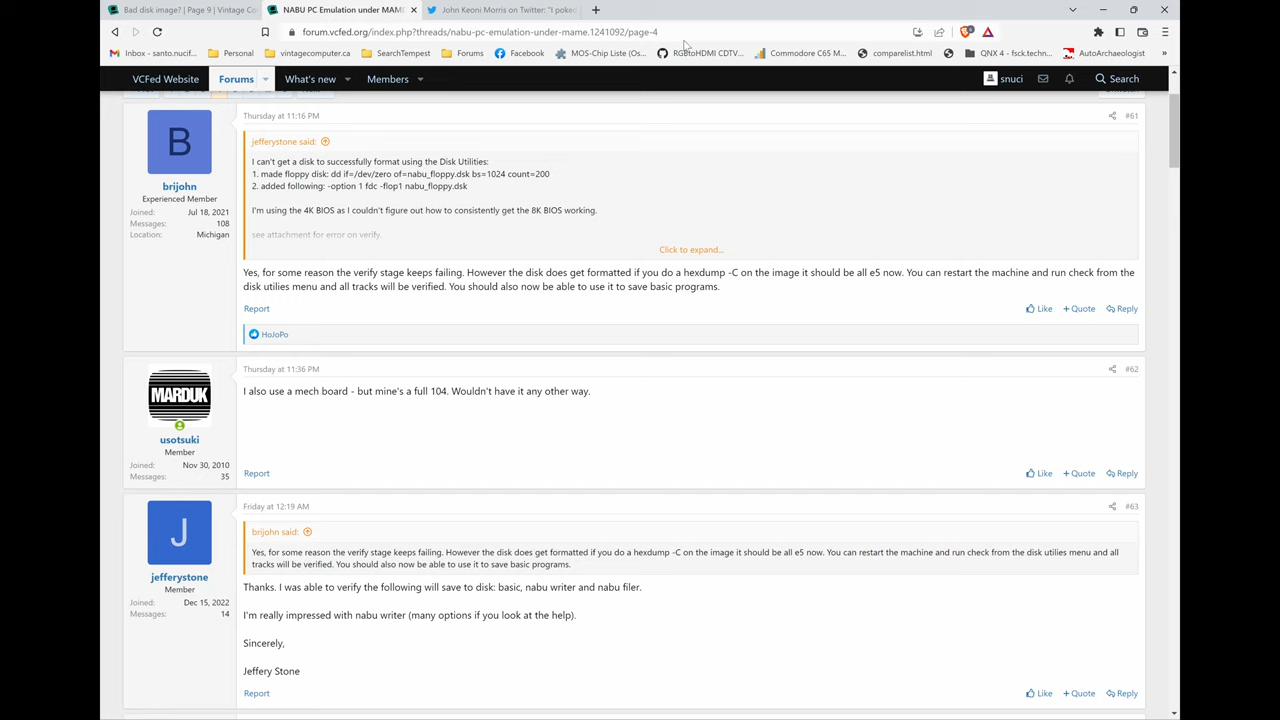 Bad disk image? | Page 9 | Vintage Co
NABU PC Emulation under MAM
John Keoni Morris on Twitter: "I poked
forum.vcfed.org/index.php?threads/nabu-pc-emulation-under-mame.1241092/page-4
Inbox - santo.nucif...
Personal
vintagecomputer.ca
SearchTempest
Forums
Facebook
MOS-Chip Liste (Os...
RGBtoHDMI CDTV...
Commodore C65 M...
comparelist.html
QNX 4 - fsck.techn...
AutoArchaeologist
»
VCFed Website
Forums
What's new
Members
snuci
Search
B
brijohn
Experienced Member
Joined: Jul 18, 2021
Messages: 108
Location: Michigan
Thursday at 11:16 PM
#61
jefferystone said:
I can't get a disk to successfully format using the Disk Utilities:
1. made floppy disk: dd if=/dev/zero of=nabu_floppy.dsk bs=1024 count=200
2. added following: -option 1 fdc -flop1 nabu_floppy.dsk
I'm using the 4K BIOS as I couldn't figure out how to consistently get the 8K BIOS working.
see attachment for error on verify.
Click to expand...
Yes, for some reason the verify stage keeps failing. However the disk does get formatted if you do a hexdump -C on the image it should be all e5 now. You can restart the machine and run check from the
disk utilies menu and all tracks will be verified. You should also now be able to use it to save basic programs.
Report
Like
+ Quote
Reply
HoJoPo
MARDUK
usotsuki
Member
Joined: Nov 30, 2010
Messages: 35
Thursday at 11:36 PM
#62
I also use a mech board - but mine's a full 104. Wouldn't have it any other way.
Report
Like
+ Quote
Reply
J
jefferystone
Member
Joined: Dec 15, 2022
Messages: 14
Friday at 12:19 AM
#63
brijohn said:
Yes, for some reason the verify stage keeps failing. However the disk does get formatted if you do a hexdump -C on the image it should be all e5 now. You can restart the machine and run check from the disk utilies menu and all
tracks will be verified. You should also now be able to use it to save basic programs.
Thanks. I was able to verify the following will save to disk: basic, nabu writer and nabu filer.
I'm really impressed with nabu writer (many options if you look at the help).
Sincerely,
Jeffery Stone
Report
Like
+ Quote
Reply